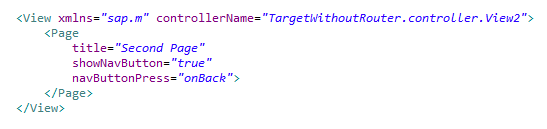 <View xmlns="sap.m" controllerName="TargetWithoutRouter.controller.View2">
<Page
title="Second Page"
showNavButton="true"
navButtonPress="onBack">
</Page>
</View>